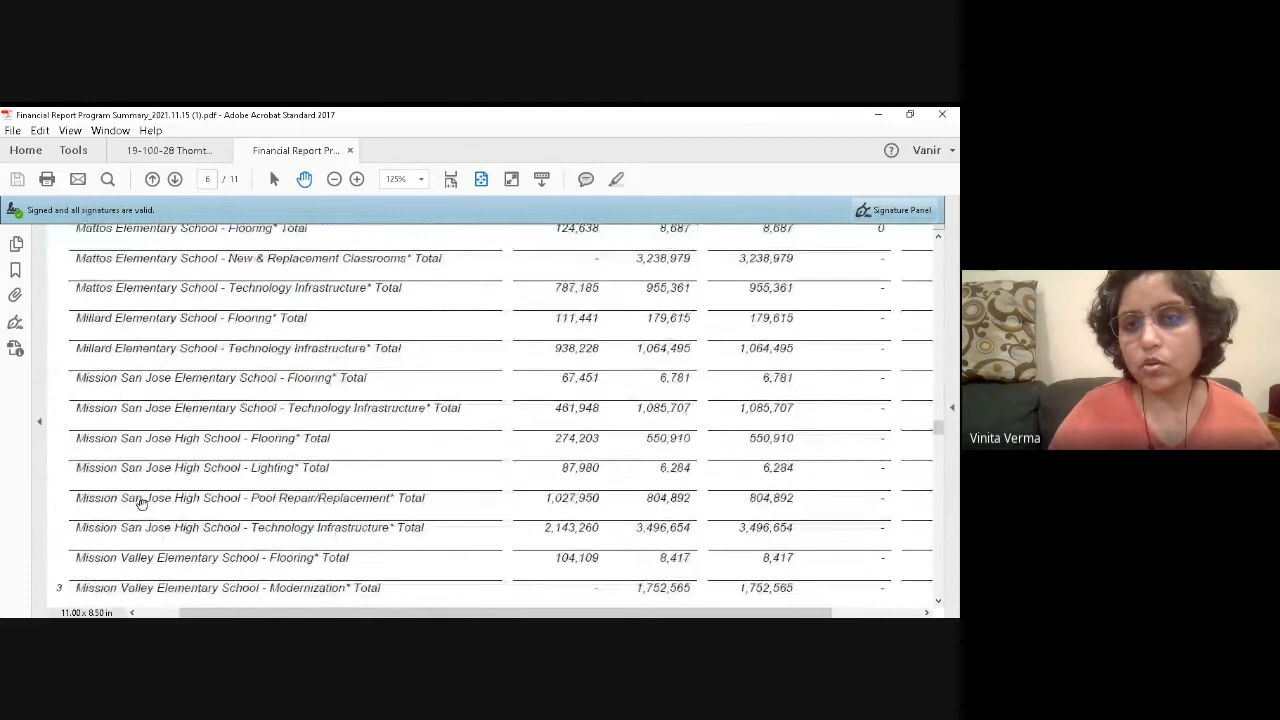 Financial Report Program Summary_2021.11.15 (1).pdf - Adobe Acrobat Standard 2017
File Edit View Window Help
Home Tools 19-100-28 Thornt... Financial Report Pr... × Vanir
6 / 11 125%
Signed and all signatures are valid. Signature Panel
Mattos Elementary School - Flooring* Total 124,638 8,687 8,687 0
Mattos Elementary School - New & Replacement Classrooms* Total - 3,238,979 3,238,979 -
Mattos Elementary School - Technology Infrastructure* Total 787,185 955,361 955,361 -
Millard Elementary School - Flooring* Total 111,441 179,615 179,615 -
Millard Elementary School - Technology Infrastructure* Total 938,228 1,064,495 1,064,495 -
Mission San Jose Elementary School - Flooring* Total 67,451 6,781 6,781 -
Mission San Jose Elementary School - Technology Infrastructure* Total 461,948 1,085,707 1,085,707 -
Mission San Jose High School - Flooring* Total 274,203 550,910 550,910 -
Mission San Jose High School - Lighting* Total 87,980 6,284 6,284 -
Mission San Jose High School - Pool Repair/Replacement* Total 1,027,950 804,892 804,892 -
Mission San Jose High School - Technology Infrastructure* Total 2,143,260 3,496,654 3,496,654 -
Mission Valley Elementary School - Flooring* Total 104,109 8,417 8,417 -
3 Mission Valley Elementary School - Modernization* Total - 1,752,565 1,752,565 -
11.00 x 8.50 in
Vinita Verma